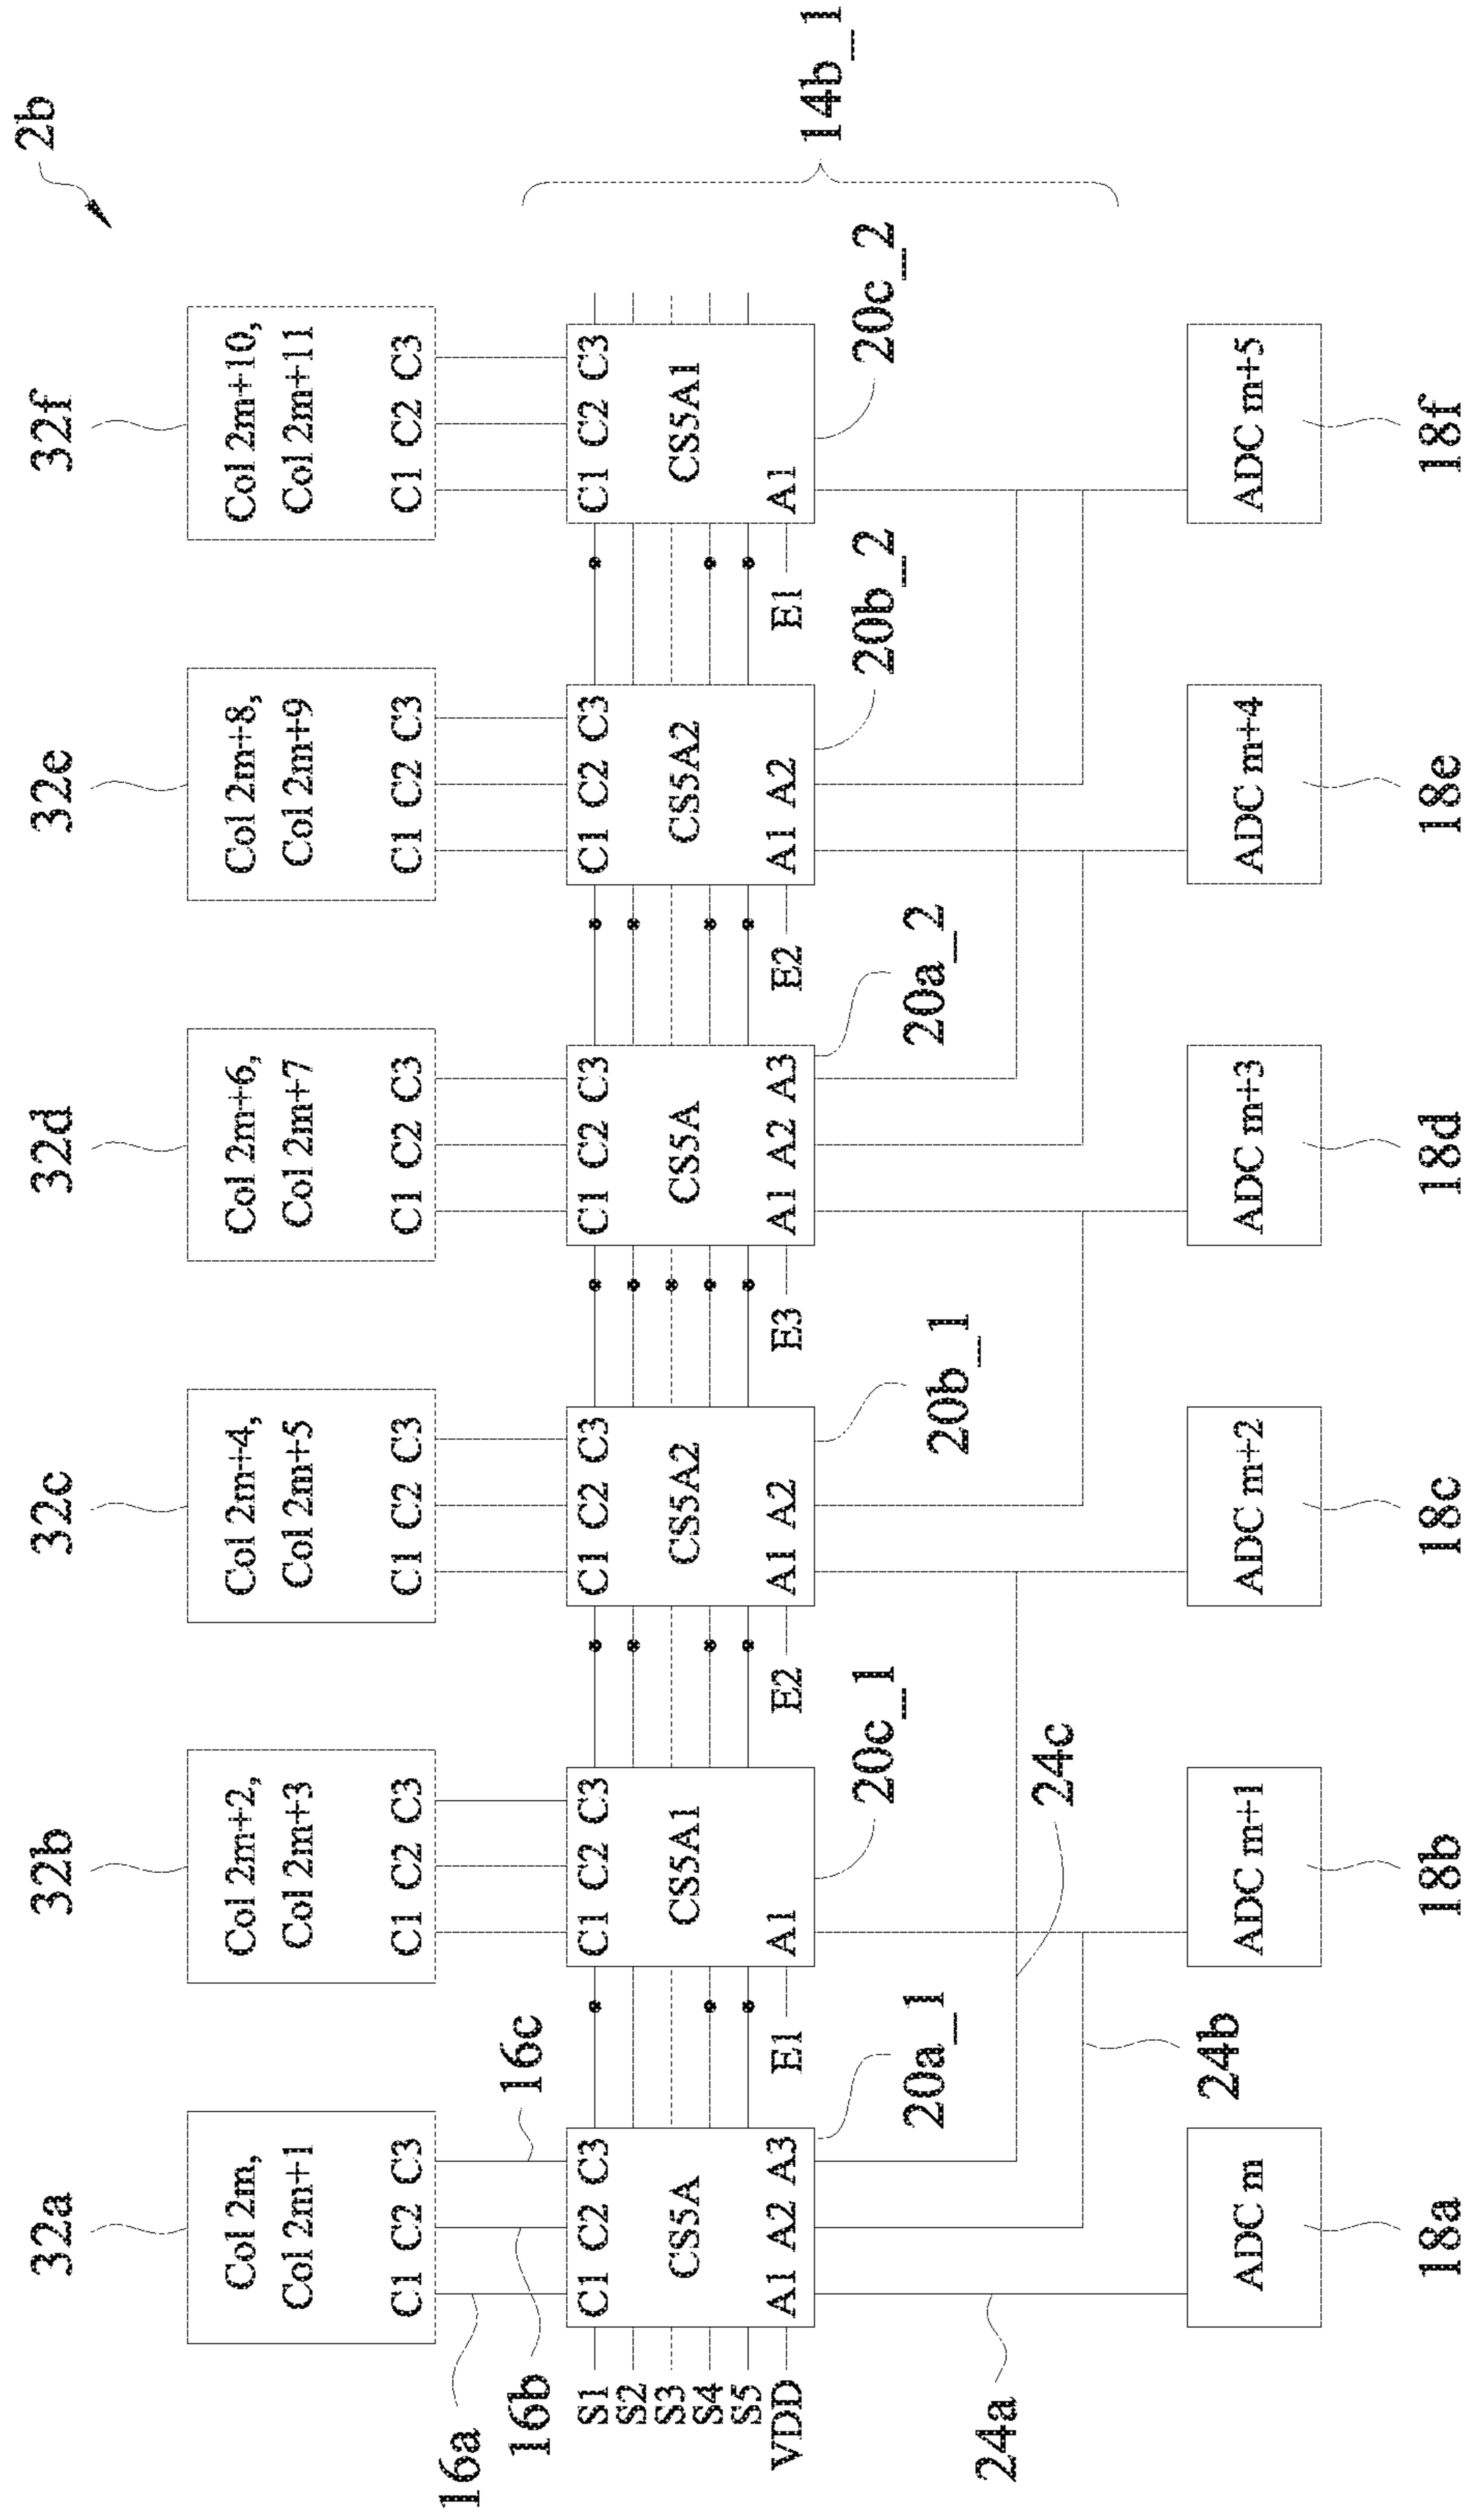 2b
32a
32b
32c
32d
32e
32f
Col 2m,
Col 2m+1
C1 C2 C3
Col 2m+2,
Col 2m+3
C1 C2 C3
Col 2m+4,
Col 2m+5
C1 C2 C3
Col 2m+6,
Col 2m+7
C1 C2 C3
Col 2m+8,
Col 2m+9
C1 C2 C3
Col 2m+10,
Col 2m+11
C1 C2 C3
16a
16b
16c
S1
S2
S3
S4
S5
VDD
C1 C2 C3
CS5A
A1 A2 A3
E1
C1 C2 C3
CS5A1
A1
E2
C1 C2 C3
CS5A2
A1 A2
E3
C1 C2 C3
CS5A
A1 A2 A3
E2
C1 C2 C3
CS5A2
A1 A2
E1
C1 C2 C3
CS5A1
A1
14b_1
20a_1
20c_1
20b_1
20a_2
20b_2
20c_2
24a
24b
24c
ADC m
ADC m+1
ADC m+2
ADC m+3
ADC m+4
ADC m+5
18a
18b
18c
18d
18e
18f